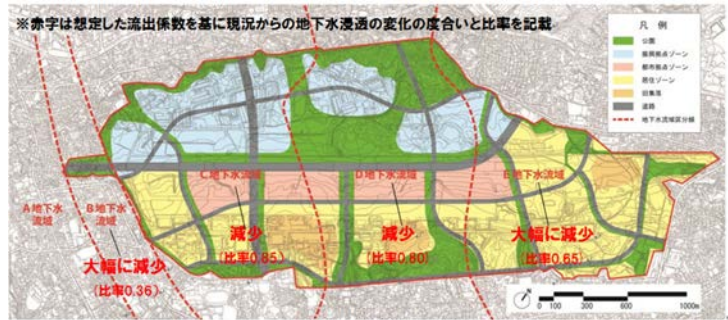 ※赤字は想定した流出係数を基に現況からの地下水浸透の変化の度合いと比率を記載
凡例
公園
振興拠点ゾーン
都市拠点ゾーン
居住ゾーン
旧集落
道路
地下水流域区分線
A地下水
流域
B地下水
流域
C地下水流域
D地下水流域
E地下水流域
大幅に減少
(比率0.36)
減少
(比率0.85)
減少
(比率0.80)
大幅に減少
(比率0.65)
0 100 300 600 1000m